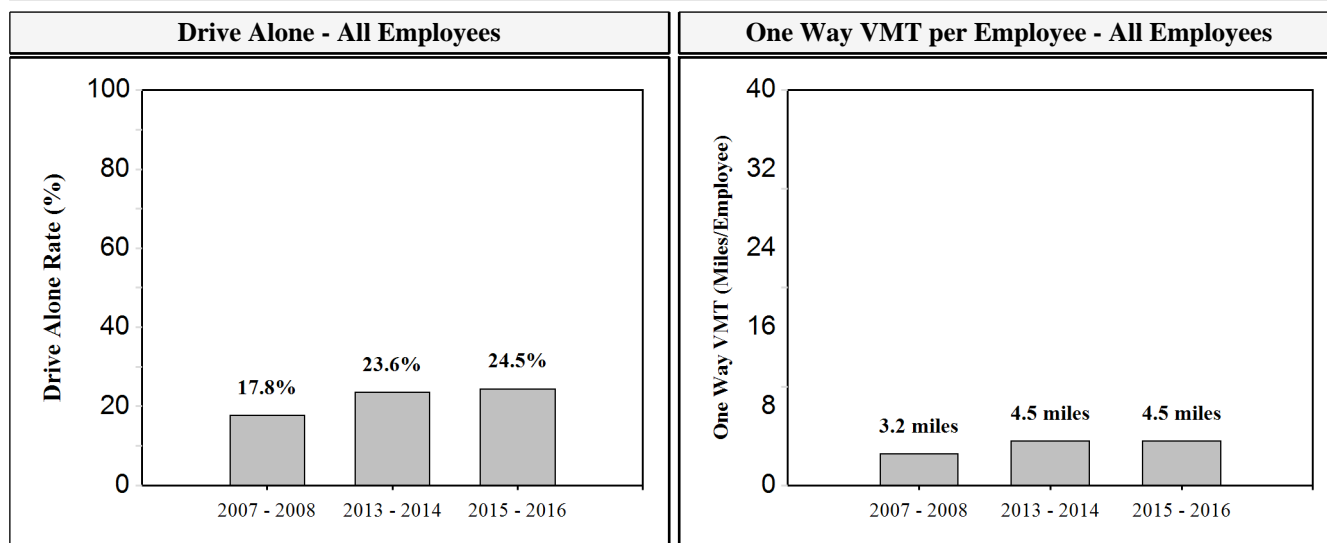 Drive Alone - All Employees
One Way VMT per Employee - All Employees
Drive Alone Rate (%)
100
80
60
40
20
0
17.8%
23.6%
24.5%
2007 - 2008
2013 - 2014
2015 - 2016
One Way VMT (Miles/Employee)
40
32
24
16
8
0
3.2 miles
4.5 miles
4.5 miles
2007 - 2008
2013 - 2014
2015 - 2016